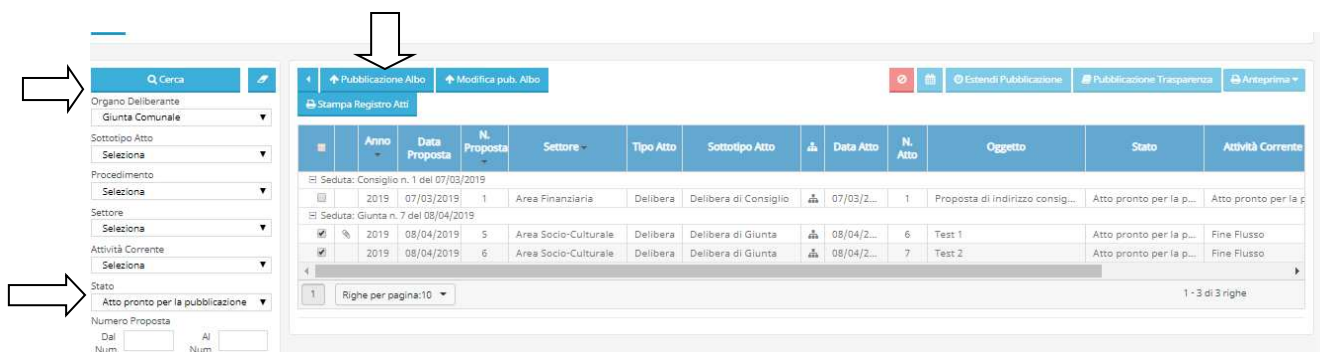 Cerca
Organo Deliberante
Giunta Comunale
Sottotipo Atto
Seleziona
Procedimento
Seleziona
Settore
Seleziona
Attività Corrente
Seleziona
Stato
Atto pronto per la pubblicazione
Numero Proposta
Dal Num. Al Num.
Pubblicazione Albo Modifica pub. Albo Estendi Pubblicazione Pubblicazione Trasparenza Anteprima
Stampa Registro Atti
Anno Data Proposta N. Proposta Settore Tipo Atto Sottotipo Atto Data Atto N. Atto Oggetto Stato Attività Corrente
Seduta: Consiglio n. 1 del 07/03/2019
2019 07/03/2019 1 Area Finanziaria Delibera Delibera di Consiglio 07/03/2... 1 Proposta di indirizzo consig... Atto pronto per la p... Atto pronto per la p
Seduta: Giunta n. 7 del 08/04/2019
2019 08/04/2019 5 Area Socio-Culturale Delibera Delibera di Giunta 08/04/2... 6 Test 1 Atto pronto per la p... Fine Flusso
2019 08/04/2019 6 Area Socio-Culturale Delibera Delibera di Giunta 08/04/2... 7 Test 2 Atto pronto per la p... Fine Flusso
1 Righe per pagina:10 1 - 3 di 3 righe